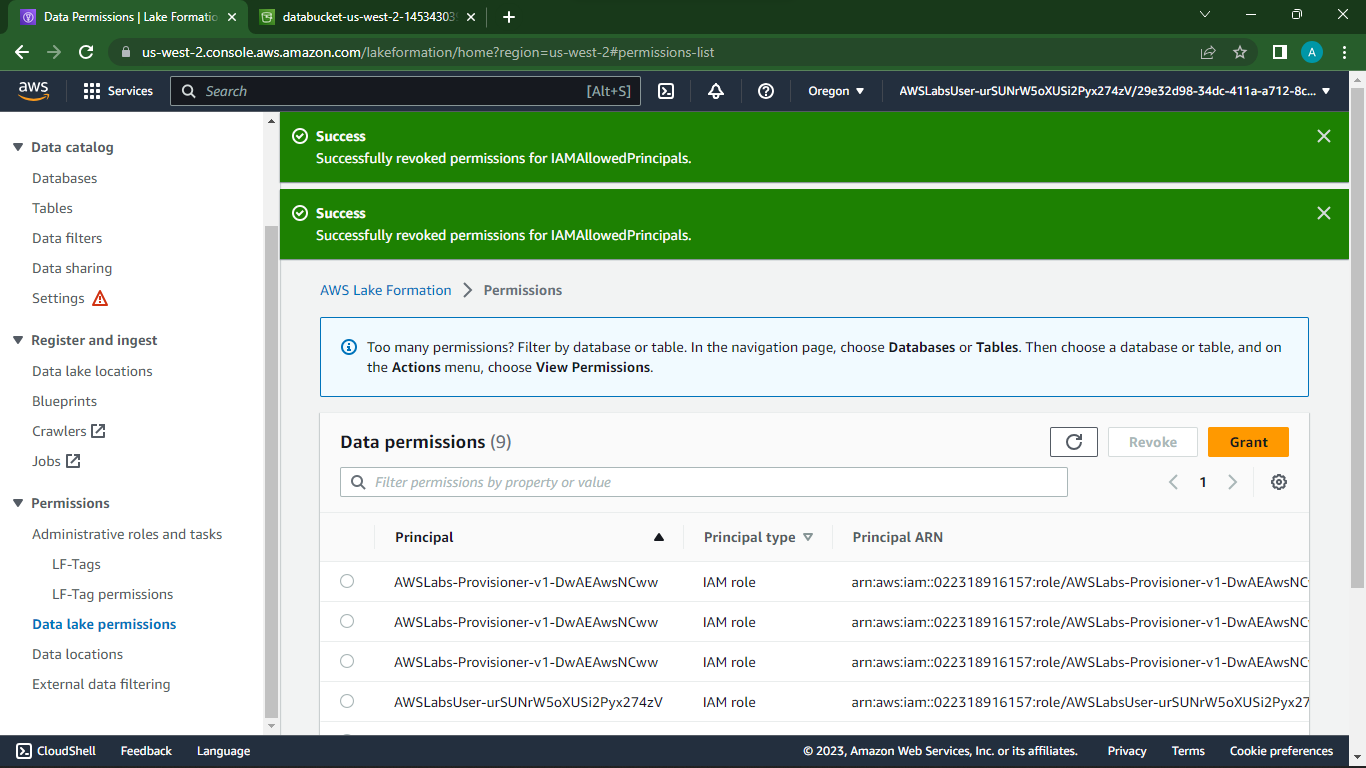 Data Permissions | Lake Formatio
databucket-us-west-2-14534303
us-west-2.console.aws.amazon.com/lakeformation/home?region=us-west-2#permissions-list
A
aws
Services
Search
[Alt+S]
Oregon
AWSLabsUser-urSUNrW5oXUSi2Pyx274zV/29e32d98-34dc-411a-a712-8c...
Data catalog
Databases
Tables
Data filters
Data sharing
Settings
Register and ingest
Data lake locations
Blueprints
Crawlers
Jobs
Permissions
Administrative roles and tasks
LF-Tags
LF-Tag permissions
Data lake permissions
Data locations
External data filtering
Success
Successfully revoked permissions for IAMAllowedPrincipals.
Success
Successfully revoked permissions for IAMAllowedPrincipals.
AWS Lake Formation
Permissions
Too many permissions? Filter by database or table. In the navigation page, choose Databases or Tables. Then choose a database or table, and on
the Actions menu, choose View Permissions.
Data permissions (9)
Revoke
Grant
Filter permissions by property or value
1
Principal
Principal type
Principal ARN
AWSLabs-Provisioner-v1-DwAEAwsNCww
IAM role
arn:aws:iam::022318916157:role/AWSLabs-Provisioner-v1-DwAEAwsNC
AWSLabs-Provisioner-v1-DwAEAwsNCww
IAM role
arn:aws:iam::022318916157:role/AWSLabs-Provisioner-v1-DwAEAwsNC
AWSLabs-Provisioner-v1-DwAEAwsNCww
IAM role
arn:aws:iam::022318916157:role/AWSLabs-Provisioner-v1-DwAEAwsNC
AWSLabsUser-urSUNrW5oXUSi2Pyx274zV
IAM role
arn:aws:iam::022318916157:role/AWSLabsUser-urSUNrW5oXUSi2Pyx27
CloudShell
Feedback
Language
© 2023, Amazon Web Services, Inc. or its affiliates.
Privacy
Terms
Cookie preferences